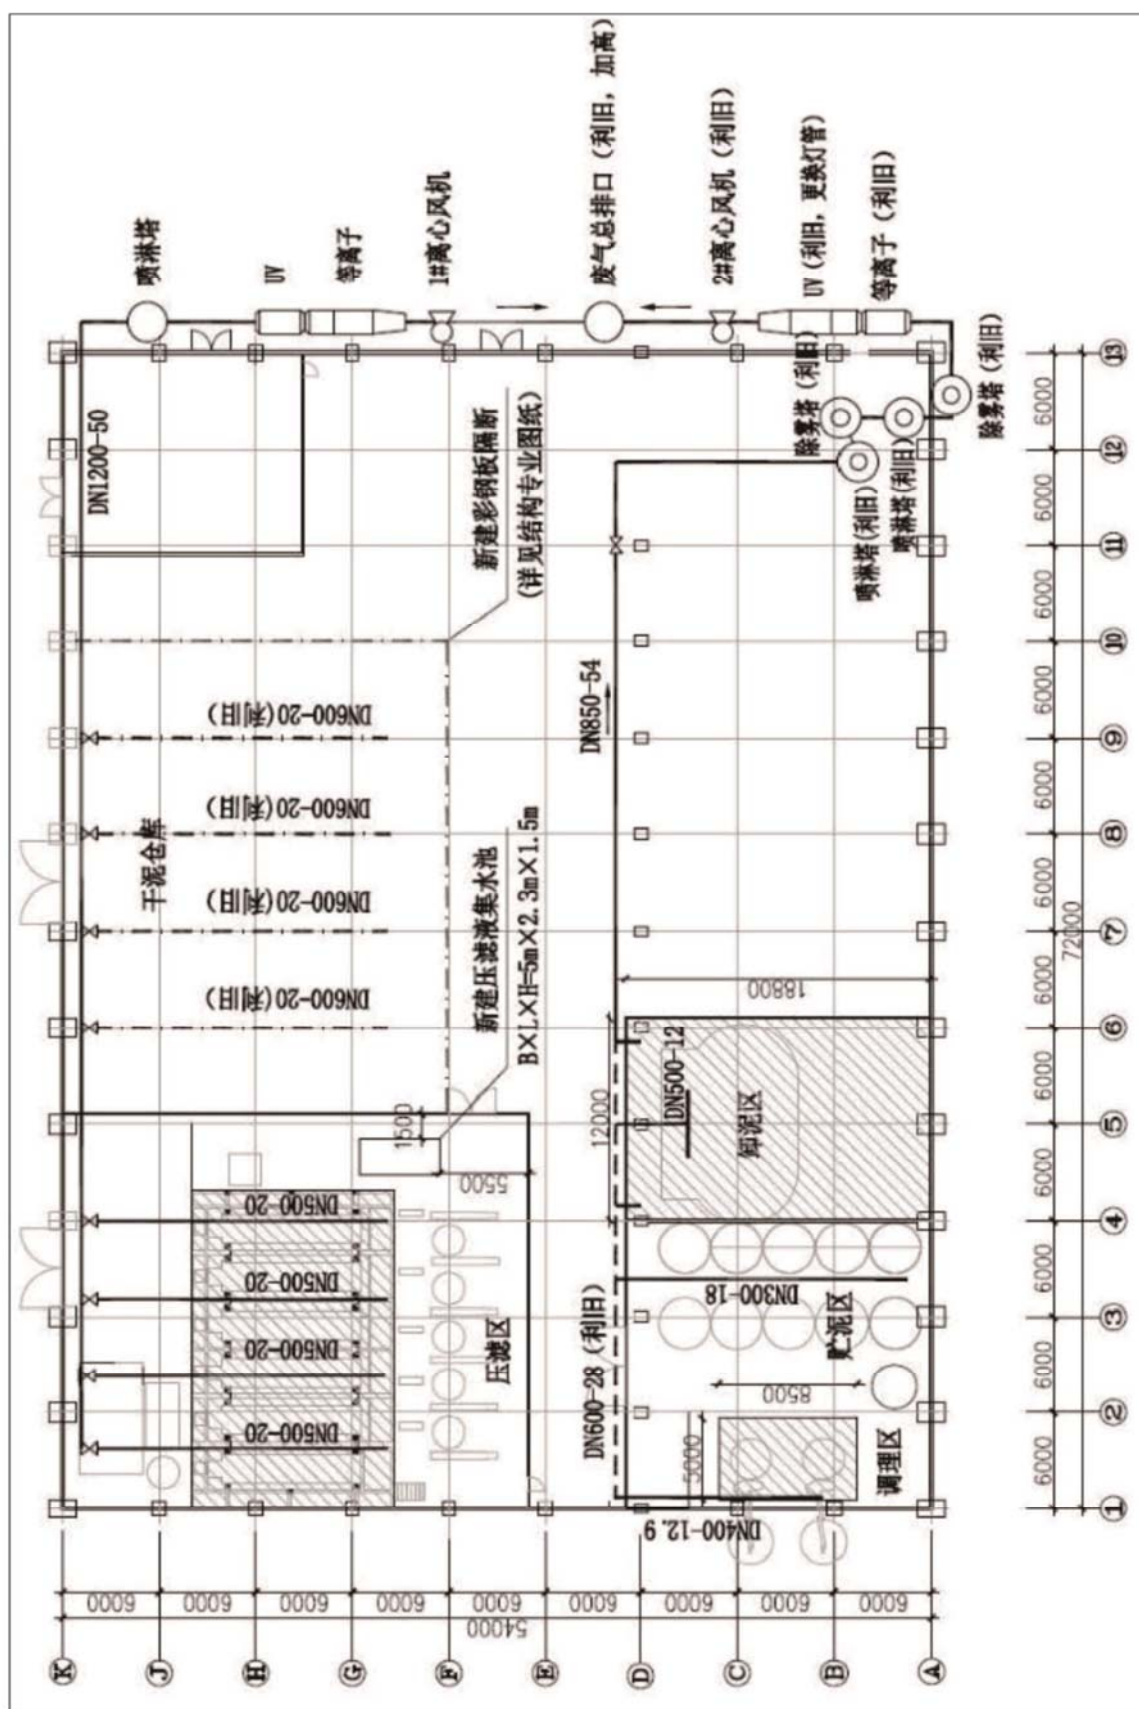 喷淋塔
UV
等离子
1#离心风机
废气总排口（利旧，加高）
2#离心风机（利旧）
UV（利旧，更换灯管）
等离子（利旧）
除雾塔（利旧）
除雾塔（利旧）
喷淋塔(利旧)
喷淋塔(利旧)
DN1200-50
新建彩钢板隔断
(详见结构专业图纸)
DN850-54
DN600-20(利旧)
DN600-20(利旧)
DN600-20(利旧)
DN600-20(利旧)
干泥仓库
新建压滤液集水池
B×L×H=5m×2.3m×1.5m
18800
12000
DN500-12
卸泥区
1500
5500
DN500-20
DN500-20
DN500-20
DN500-20
压滤区
DN600-28（利旧）
DN300-18
贮泥区
8500
5000
调理区
DN400-12.9
6000
6000
6000
6000
6000
6000
6000
6000
6000
6000
6000
6000
72000
13
12
11
10
9
8
7
6
5
4
3
2
1
6000
6000
6000
6000
6000
6000
6000
6000
6000
54000
K
J
H
G
F
E
D
C
B
A